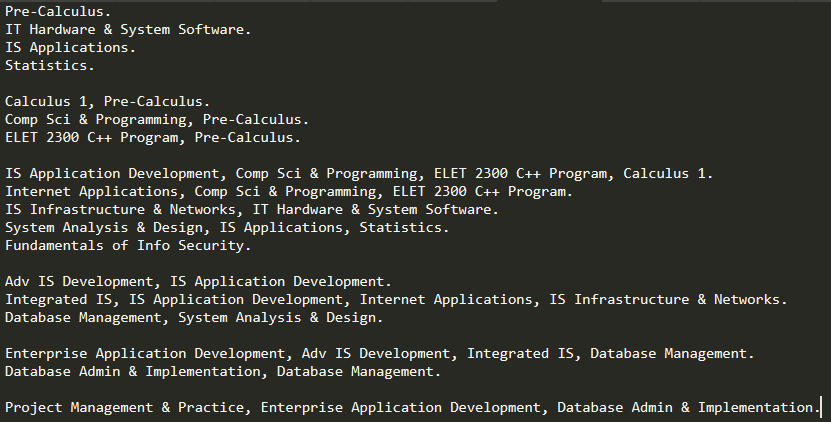 Pre-Calculus.
IT Hardware & System Software.
IS Applications.
Statistics.
Calculus 1, Pre-Calculus.
Comp Sci & Programming, Pre-Calculus.
ELET 2300 C++ Program, Pre-Calculus.
IS Application Development, Comp Sci & Programming, ELET 2300 C++ Program, Calculus 1.
Internet Applications, Comp Sci & Programming, ELET 2300 C++ Program.
IS Infrastructure & Networks, IT Hardware & System Software.
System Analysis & Design, IS Applications, Statistics.
Fundamentals of Info Security.
Adv IS Development, IS Application Development.
Integrated IS, IS Application Development, Internet Applications, IS Infrastructure & Networks.
Database Management, System Analysis & Design.
Enterprise Application Development, Adv IS Development, Integrated IS, Database Management.
Database Admin & Implementation, Database Management.
Project Management & Practice, Enterprise Application Development, Database Admin & Implementation.